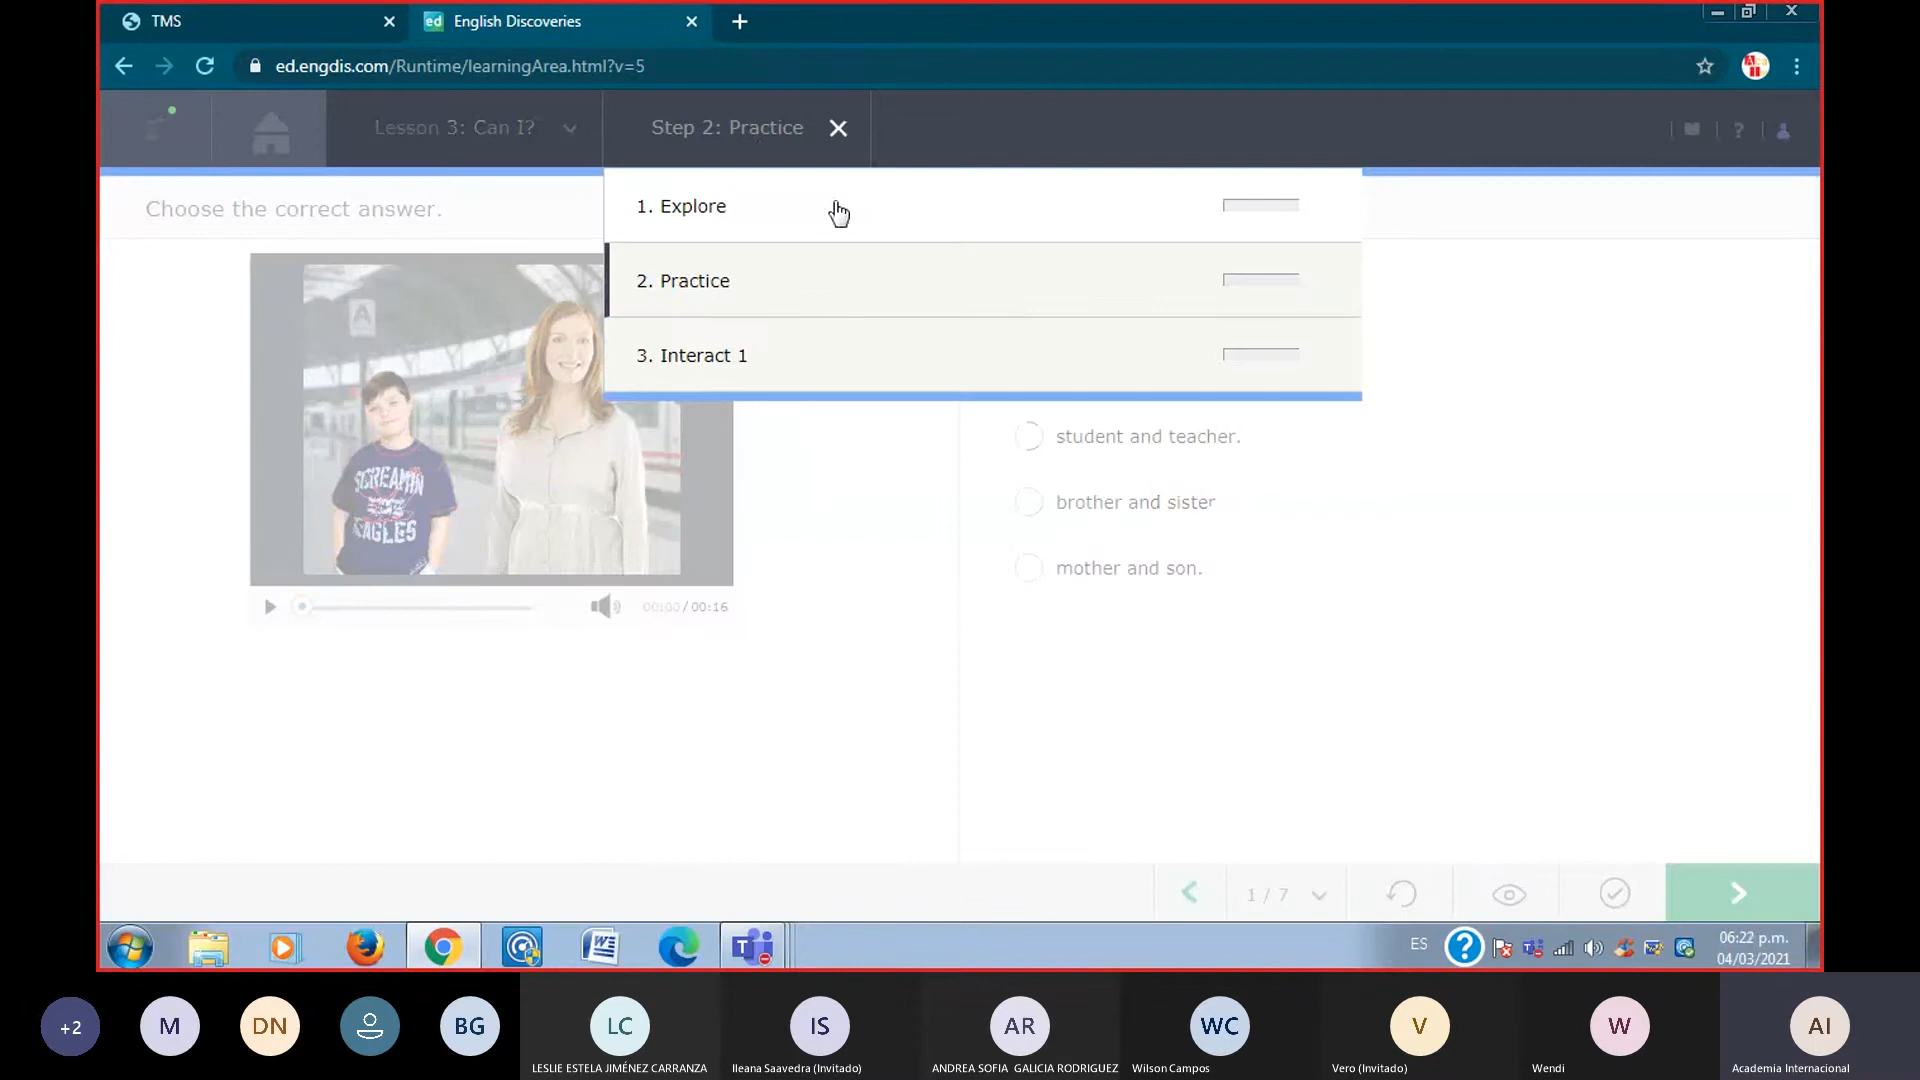 TMS
English Discoveries
ed.engdis.com/Runtime/learningArea.html?v=5
Lesson 3: Can I?
Step 2: Practice
?
Choose the correct answer.
1. Explore
2. Practice
3. Interact 1
A
SCREAMIN
EAGLES
student and teacher.
brother and sister
mother and son.
00:00 / 00:16
1 / 7
ES
06:22 p.m.
04/03/2021
+2
M
DN
BG
LC
IS
AR
WC
V
W
AI
LESLIE ESTELA JIMÉNEZ CARRANZA
Ileana Saavedra (Invitado)
ANDREA SOFIA GALICIA RODRIGUEZ
Wilson Campos
Vero (Invitado)
Wendi
Academia Internacional